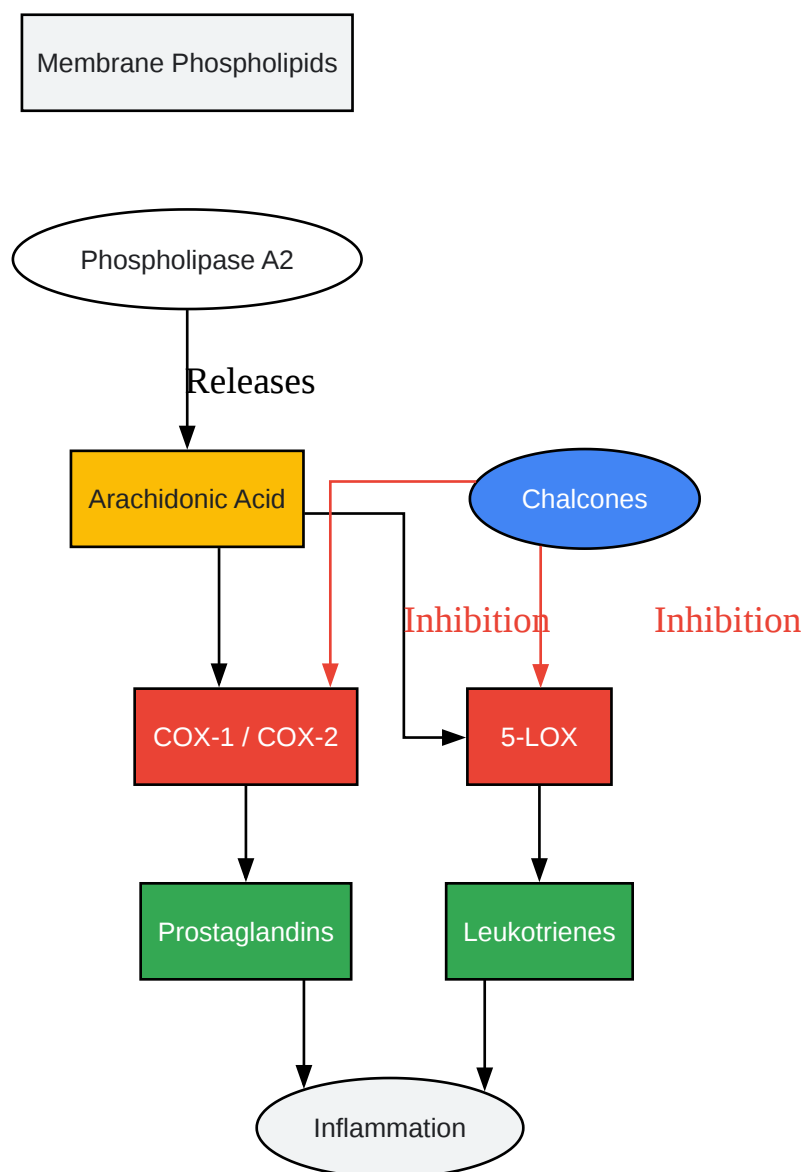 Membrane Phospholipids
Phospholipase A2
Releases
Arachidonic Acid
Chalcones
Inhibition
Inhibition
COX-1 / COX-2
5-LOX
Prostaglandins
Leukotrienes
Inflammation